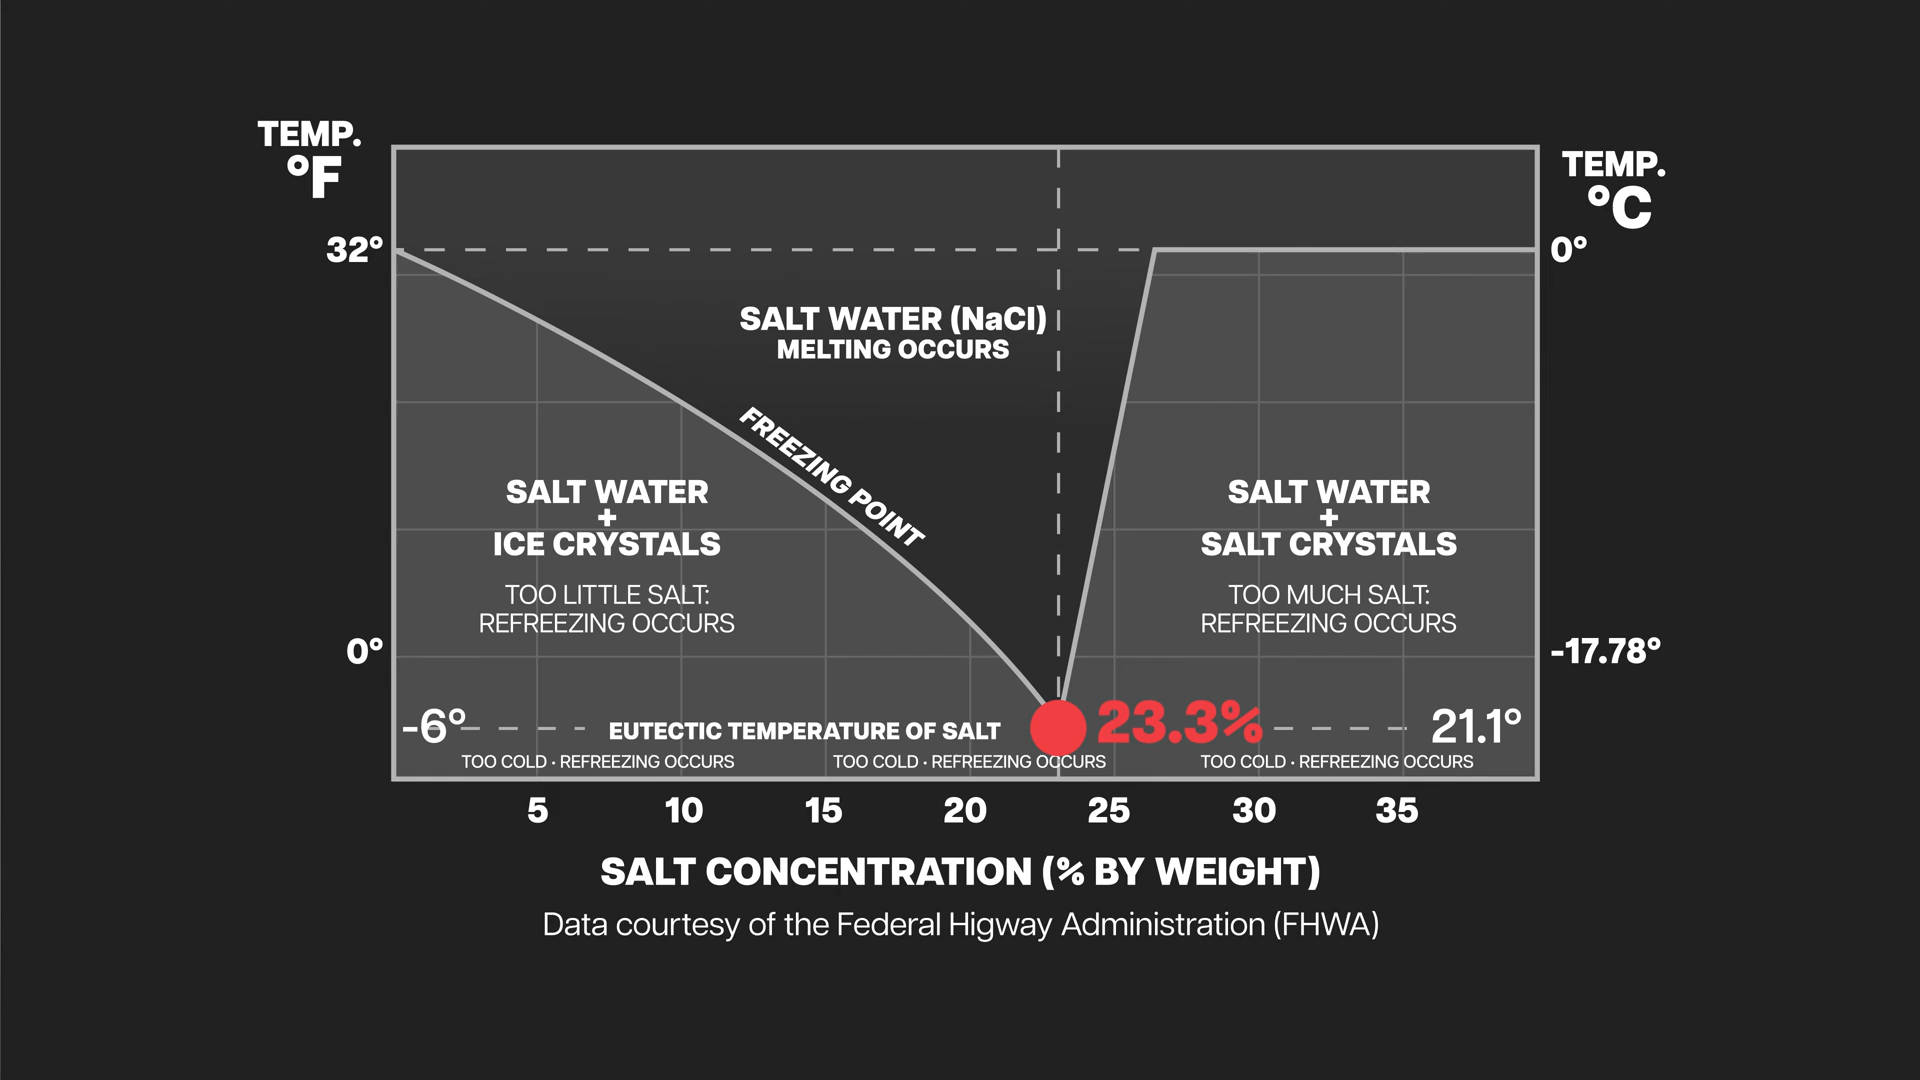 TEMP.
°F
TEMP.
°C
32°
0°
SALT WATER (NaCl)
MELTING OCCURS
FREEZING POINT
SALT WATER
+
ICE CRYSTALS
TOO LITTLE SALT:
REFREEZING OCCURS
SALT WATER
+
SALT CRYSTALS
TOO MUCH SALT:
REFREEZING OCCURS
0°
-17.78°
-6°
EUTECTIC TEMPERATURE OF SALT
23.3%
21.1°
TOO COLD · REFREEZING OCCURS
TOO COLD · REFREEZING OCCURS
TOO COLD · REFREEZING OCCURS
5 10 15 20 25 30 35
SALT CONCENTRATION (% BY WEIGHT)
Data courtesy of the Federal Higway Administration (FHWA)